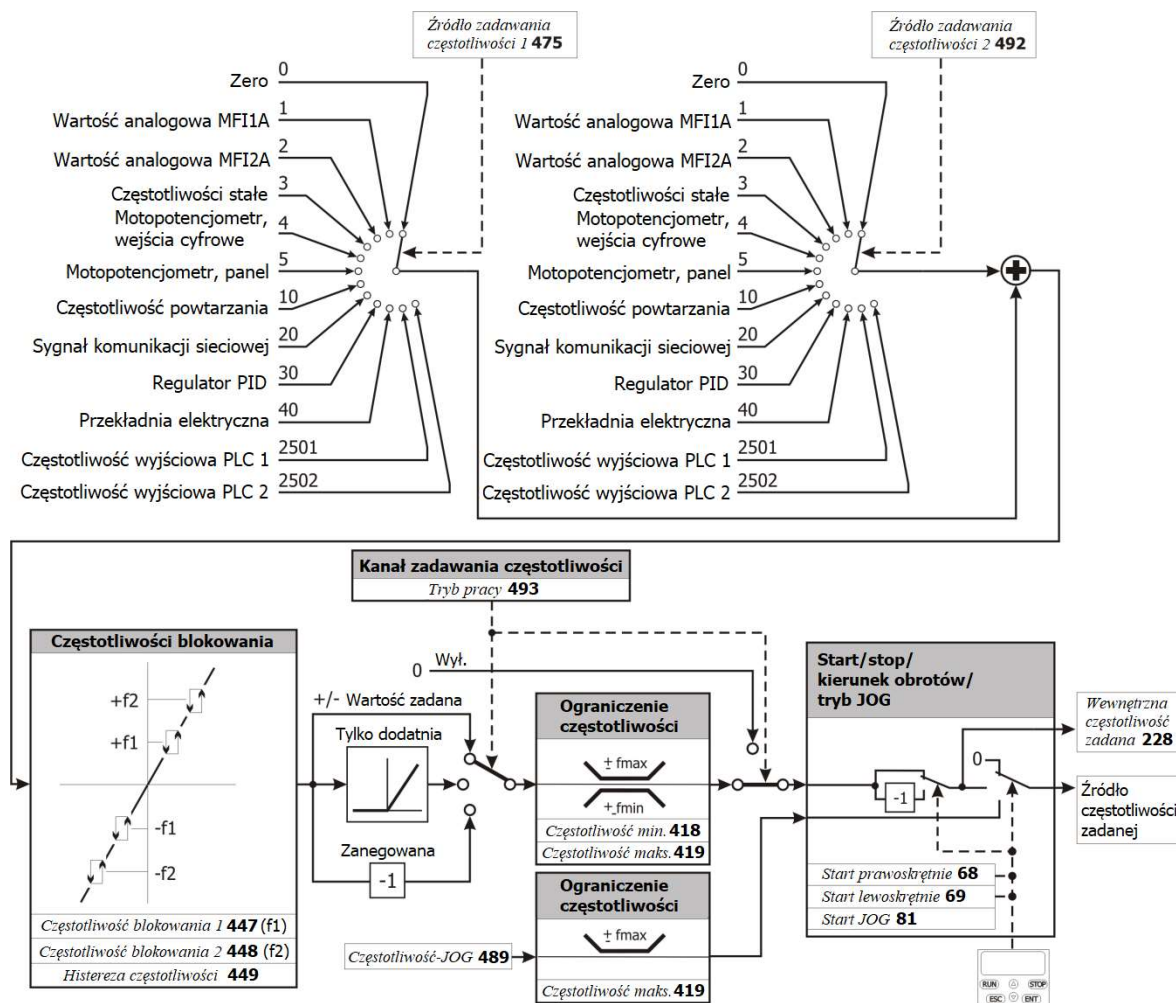 Źródło zadawania
częstotliwości 1 475
Źródło zadawania
częstotliwości 2 492
Zero 0
Wartość analogowa MFI1A 1
Wartość analogowa MFI2A 2
Częstotliwości stałe 3
Motopotencjometr,
wejścia cyfrowe 4
Motopotencjometr, panel 5
Częstotliwość powtarzania 10
Sygnał komunikacji sieciowej 20
Regulator PID 30
Przekładnia elektryczna 40
Częstotliwość wyjściowa PLC 1 2501
Częstotliwość wyjściowa PLC 2 2502
Zero 0
Wartość analogowa MFI1A 1
Wartość analogowa MFI2A 2
Częstotliwości stałe 3
Motopotencjometr,
wejścia cyfrowe 4
Motopotencjometr, panel 5
Częstotliwość powtarzania 10
Sygnał komunikacji sieciowej 20
Regulator PID 30
Przekładnia elektryczna 40
Częstotliwość wyjściowa PLC 1 2501
Częstotliwość wyjściowa PLC 2 2502
+
Kanał zadawania częstotliwości
Tryb pracy 493
Częstotliwości blokowania
+f2
+f1
-f1
-f2
Częstotliwość blokowania 1 447 (f1)
Częstotliwość blokowania 2 448 (f2)
Histereza częstotliwości 449
0 Wył.
+/- Wartość zadana
Tylko dodatnia
Zanegowana
-1
Ograniczenie
częstotliwości
± fmax
± fmin
Częstotliwość min. 418
Częstotliwość maks. 419
Ograniczenie
częstotliwości
± fmax
Częstotliwość maks. 419
Częstotliwość-JOG 489
Start/stop/
kierunek obrotów/
tryb JOG
-1
0
Start prawoskrętnie 68
Start lewoskrętnie 69
Start JOG 81
Wewnętrzna
częstotliwość
zadana 228
Źródło
częstotliwości
zadanej
RUN STOP
ESC ENT